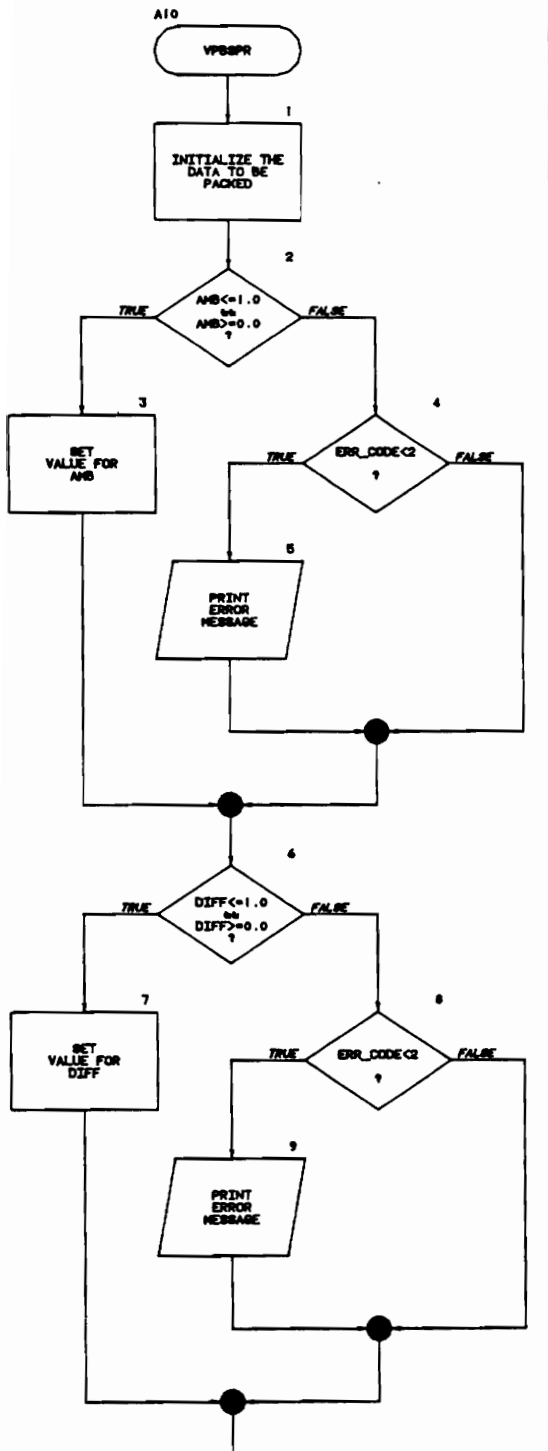 A10
VPBSPR
1
INITIALIZE THE
DATA TO BE
PACKED
2
AMB<=1.0
&&
AMB>=0.0
?
TRUE
FALSE
3
SET
VALUE FOR
AMB
4
ERR_CODE<2
?
TRUE
FALSE
5
PRINT
ERROR
MESSAGE
6
DIFF<=1.0
&&
DIFF>=0.0
?
TRUE
FALSE
7
SET
VALUE FOR
DIFF
8
ERR_CODE<2
?
TRUE
FALSE
9
PRINT
ERROR
MESSAGE